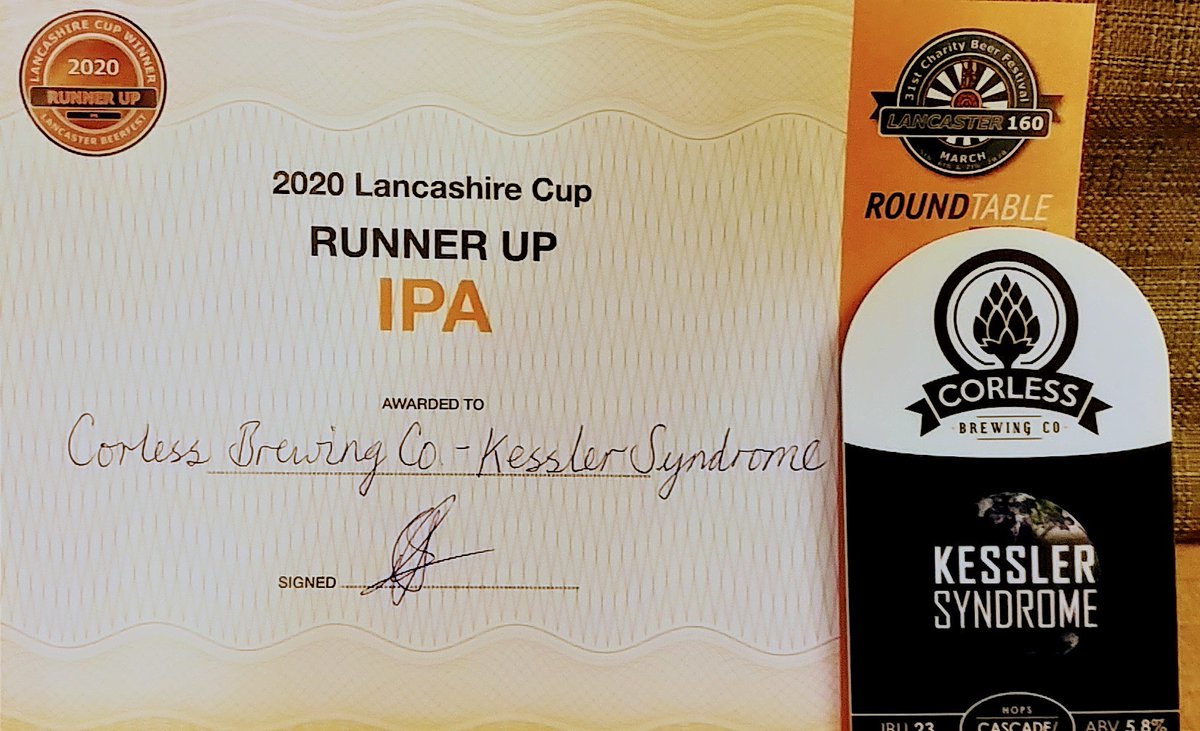 LANCASHIRE CUP WINNER
2020
RUNNER UP
LANCASTER BEERFEST
2020 Lancashire Cup
RUNNER UP
IPA
AWARDED TO
Corless Brewing Co. - Kessler Syndrome
SIGNED
31st Charity Beer Festival
LANCASTER 160
MARCH
ROUNDTABLE
CORLESS
BREWING CO
KESSLER
SYNDROME
HOPS
IBU 23
CASCADE/
ABV 5.8%